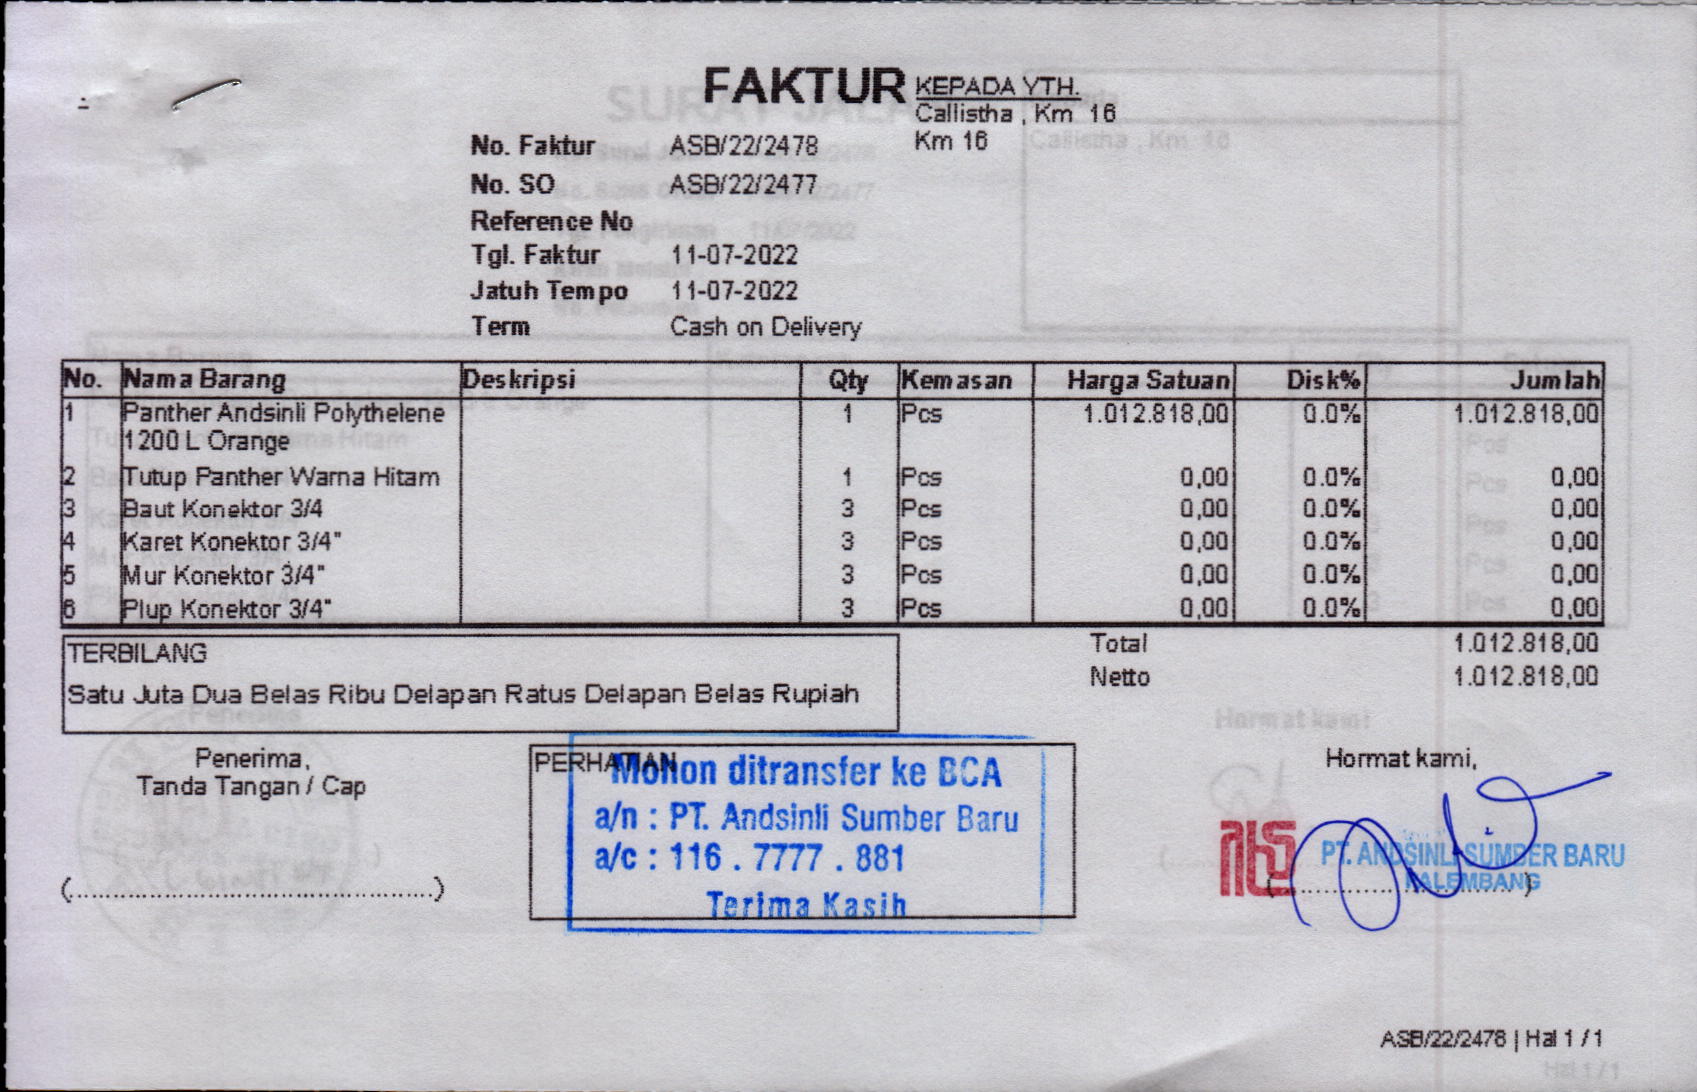 FAKTUR
KEPADA YTH.
Callistha , Km 16
Km 16
No. Faktur ASB/22/2478
No. SO ASB/22/2477
Reference No
Tgl. Faktur 11-07-2022
Jatuh Tempo 11-07-2022
Term Cash on Delivery
No. Nama Barang Deskripsi Qty Kemasan Harga Satuan Disk% Jumlah
1 Panther Andsinli Polythelene 1 Pcs 1.012.818,00 0.0% 1.012.818,00
1200 L Orange
2 Tutup Panther Warna Hitam 1 Pcs 0,00 0.0% 0,00
3 Baut Konektor 3/4 3 Pcs 0,00 0.0% 0,00
4 Karet Konektor 3/4" 3 Pcs 0,00 0.0% 0,00
5 Mur Konektor 3/4" 3 Pcs 0,00 0.0% 0,00
6 Plup Konektor 3/4" 3 Pcs 0,00 0.0% 0,00
Total 1.012.818,00
Netto 1.012.818,00
TERBILANG
Satu Juta Dua Belas Ribu Delapan Ratus Delapan Belas Rupiah
Penerima,
Tanda Tangan / Cap
(................................................)
PERHATIAN
Mohon ditransfer ke BCA
a/n : PT. Andsinli Sumber Baru
a/c : 116 . 7777 . 881
Terima Kasih
Hormat kami,
PT. ANDSINLI SUMBER BARU
PALEMBANG
ASB/22/2478 | Hal 1 / 1